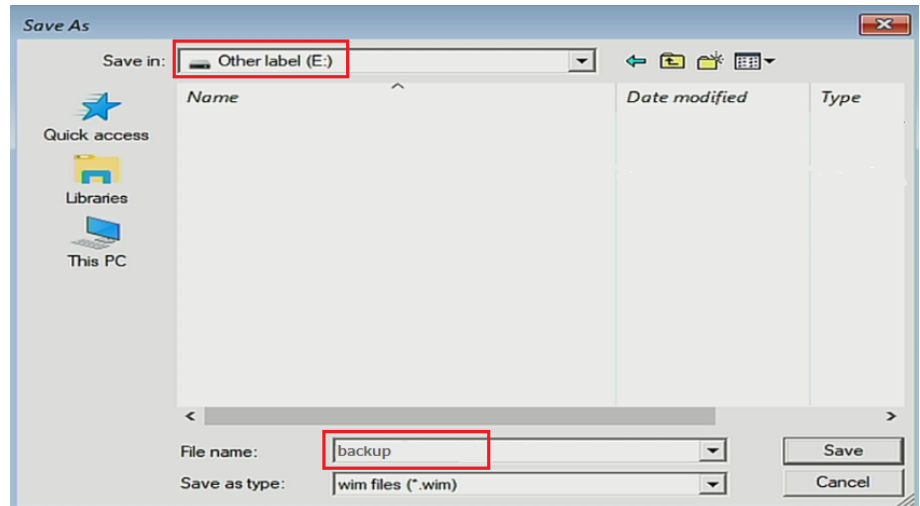 Save As
Save in: Other label (E:)
Name Date modified Type
Quick access
Libraries
This PC
File name: backup Save
Save as type: wim files (*.wim) Cancel